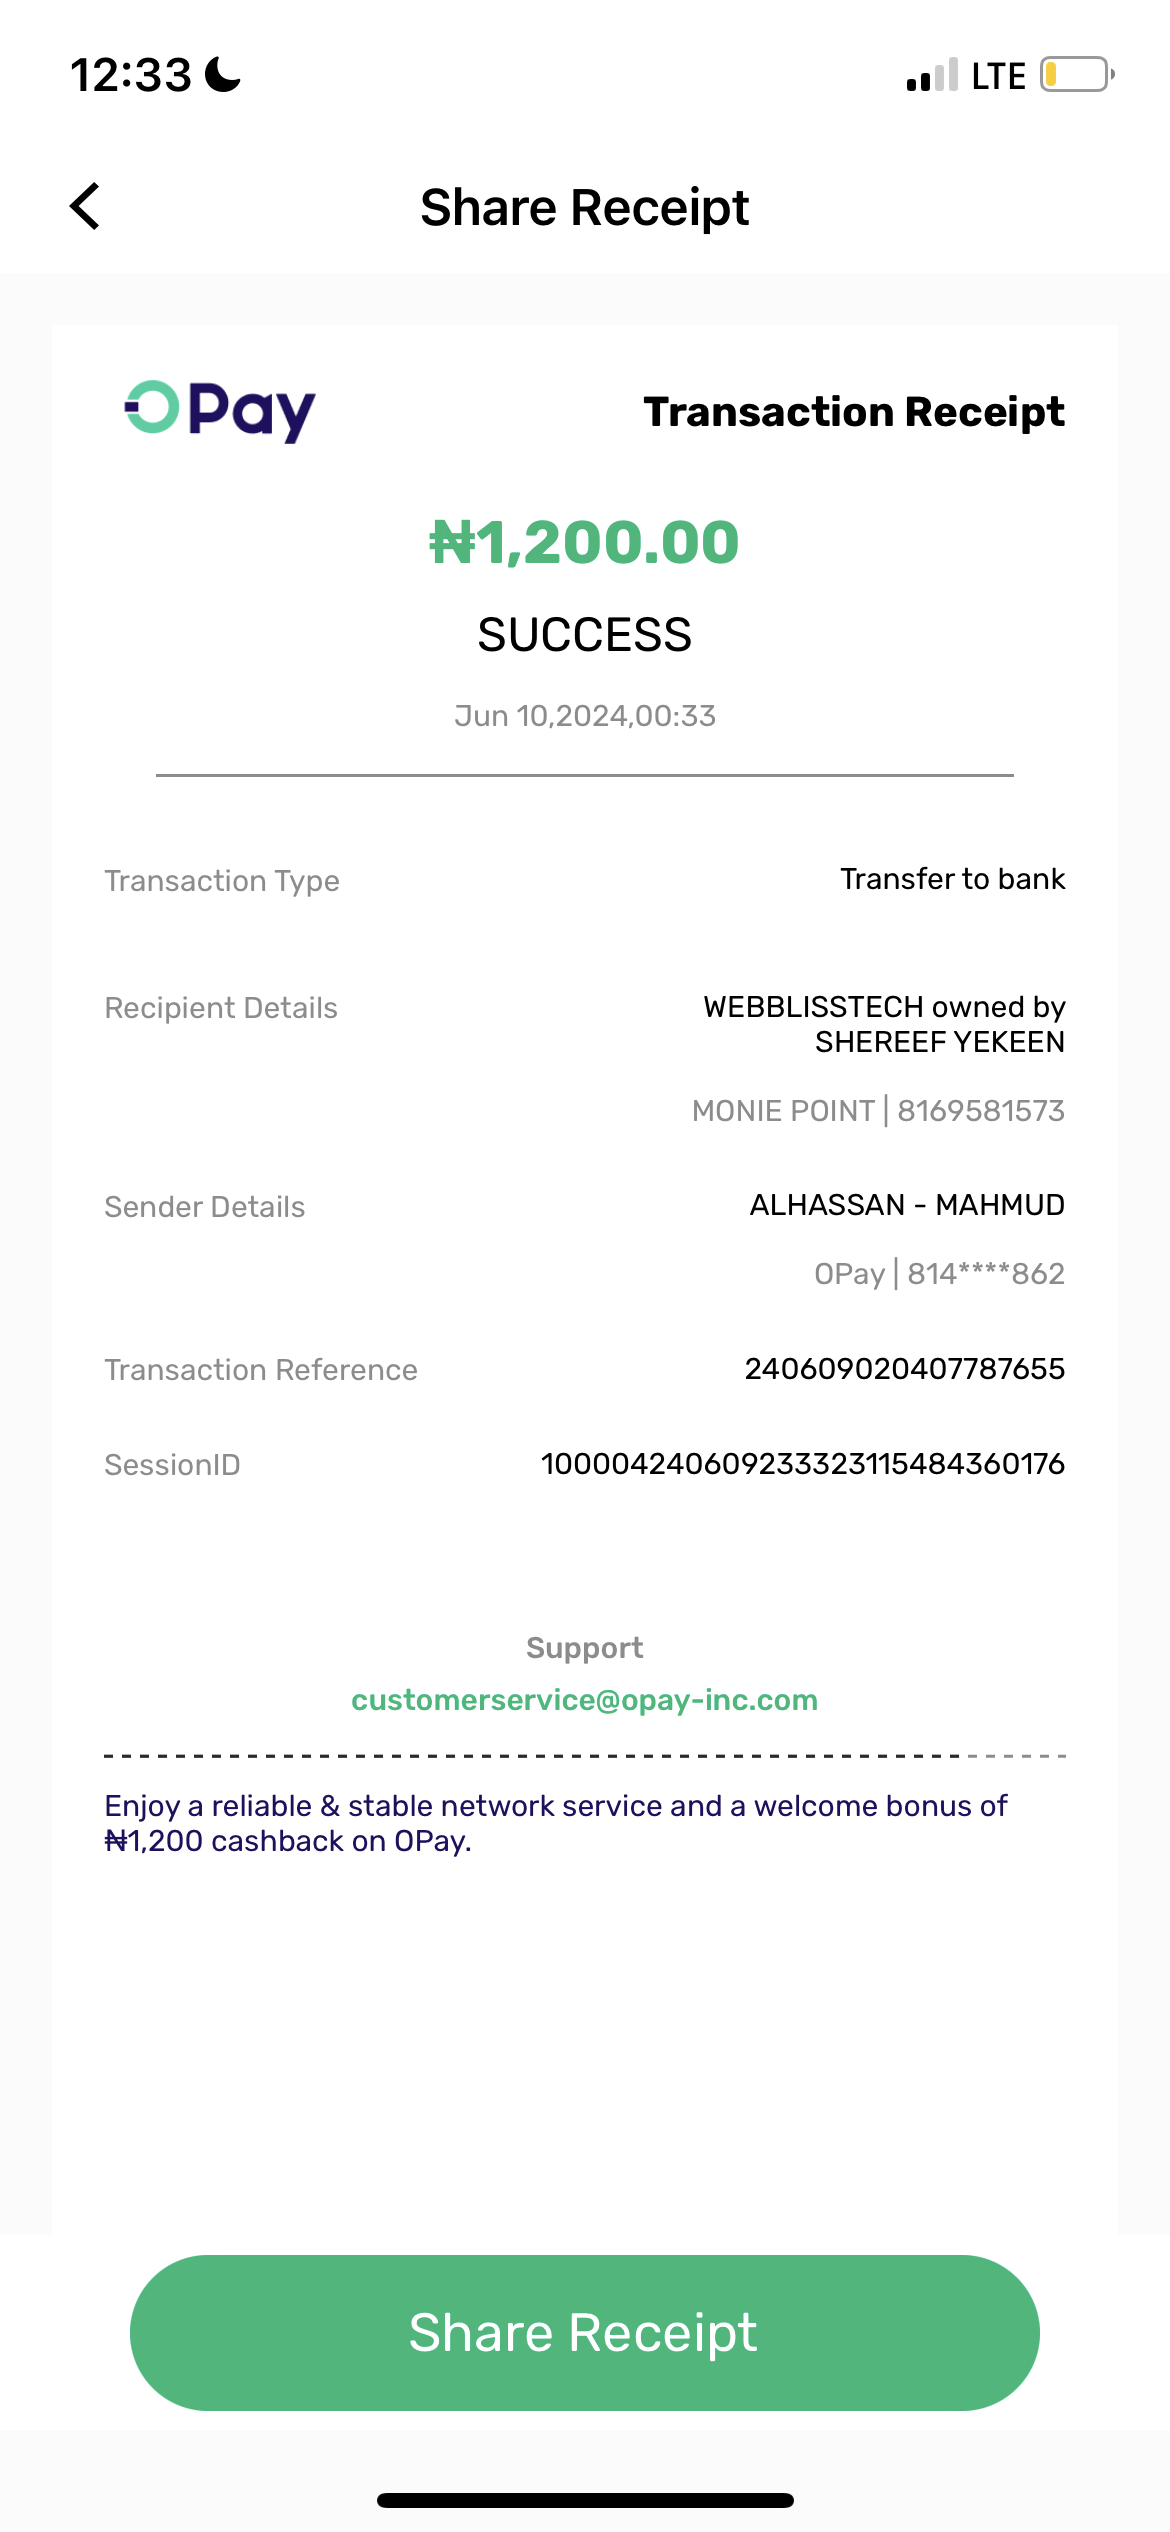 12:33
LTE
Share Receipt
OPay
Transaction Receipt
₦1,200.00
SUCCESS
Jun 10,2024,00:33
Transaction Type
Transfer to bank
Recipient Details
WEBBLISSTECH owned by
SHEREEF YEKEEN
MONIE POINT | 8169581573
Sender Details
ALHASSAN - MAHMUD
OPay | 814****862
Transaction Reference
240609020407787655
SessionID
100004240609233323115484360176
Support
customerservice@opay-inc.com
Enjoy a reliable & stable network service and a welcome bonus of
₦1,200 cashback on OPay.
Share Receipt